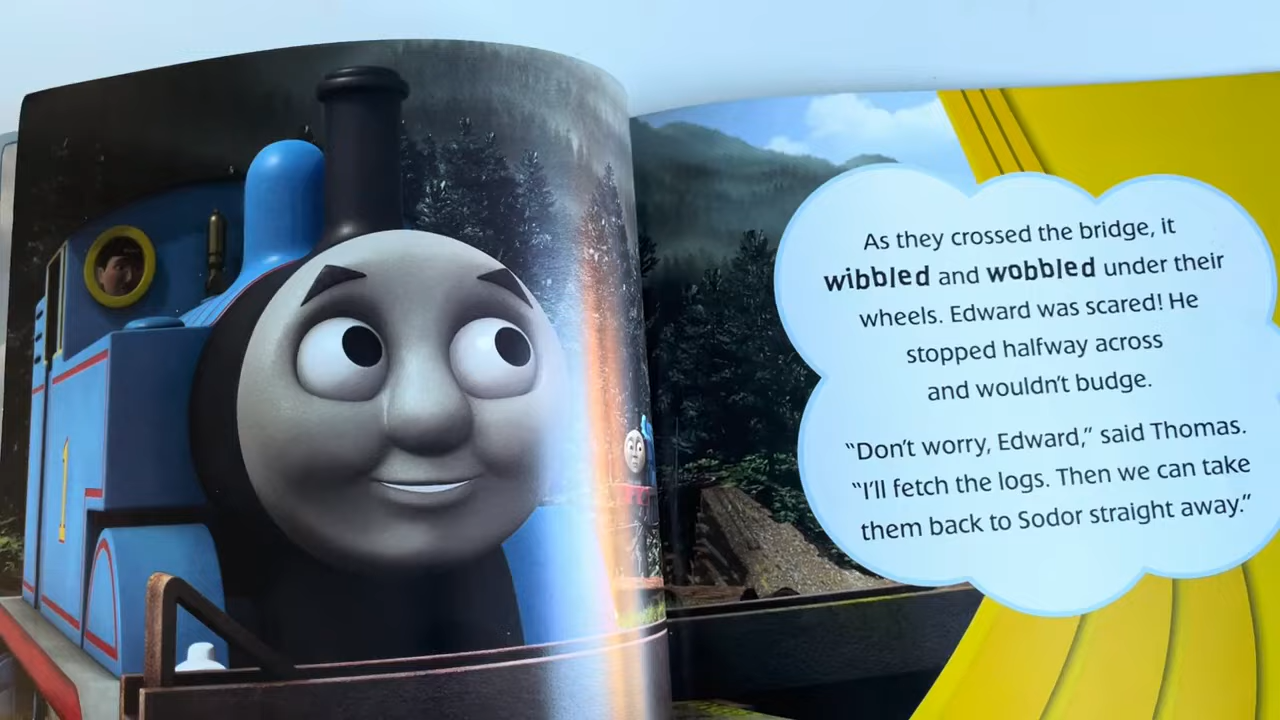 1
As they crossed the bridge, it
wibbled and wobbled under their
wheels. Edward was scared! He
stopped halfway across
and wouldn't budge.
“Don't worry, Edward,” said Thomas.
“I'll fetch the logs. Then we can take
them back to Sodor straight away.”